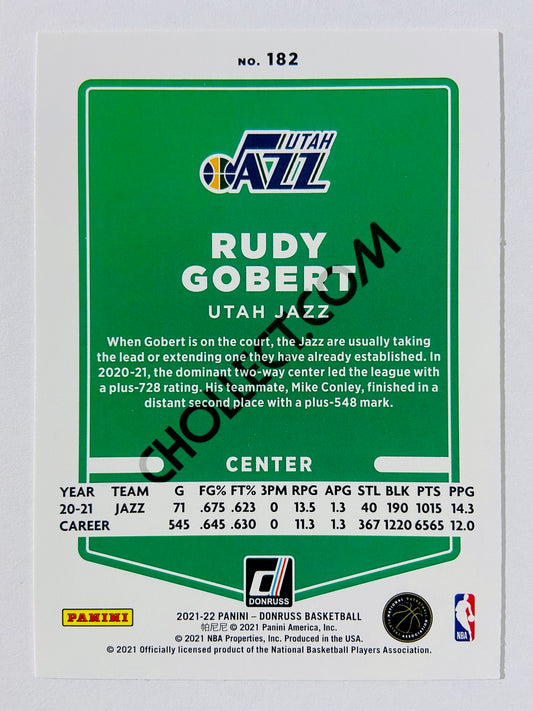 NO. 182
UTAH
JAZZ
RUDY
GOBERT
UTAH JAZZ
When Gobert is on the court, the Jazz are usually taking
the lead or extending one they have already established. In
2020-21, the dominant two-way center led the league with
a plus-728 rating. His teammate, Mike Conley, finished in a
distant second place with a plus-548 mark.
CHOLLECT.COM
CENTER
YEAR TEAM G FG% FT% 3PM RPG APG STL BLK PTS PPG
20-21 JAZZ 71 .675 .623 0 13.5 1.3 40 190 1015 14.3
CAREER 545 .645 .630 0 11.3 1.3 367 1220 6565 12.0
DONRUSS
PANINI
2021-22 PANINI – DONRUSS BASKETBALL
帕尼尼 © 2021 Panini America, Inc.
© 2021 NBA Properties, Inc. Produced in the USA.
© 2021 Officially licensed product of the National Basketball Players Association.
NATIONAL BASKETBALL PLAYERS ASSOCIATION
NBA